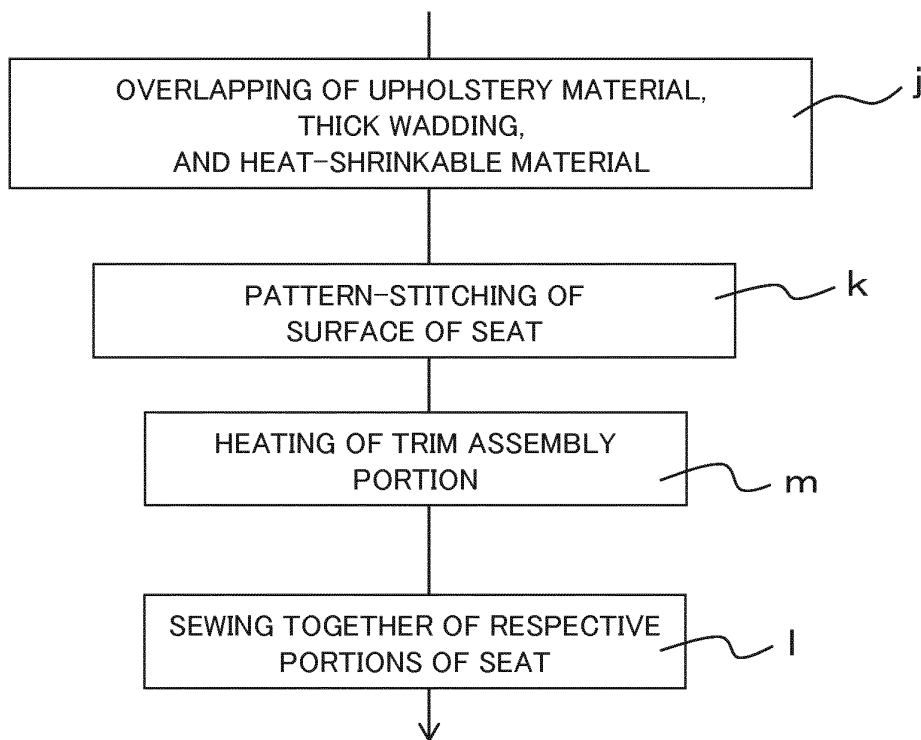 OVERLAPPING OF UPHOLSTERY MATERIAL,
THICK WADDING,
AND HEAT-SHRINKABLE MATERIAL
j
PATTERN-STITCHING OF
SURFACE OF SEAT
k
HEATING OF TRIM ASSEMBLY
PORTION
m
SEWING TOGETHER OF RESPECTIVE
PORTIONS OF SEAT
l